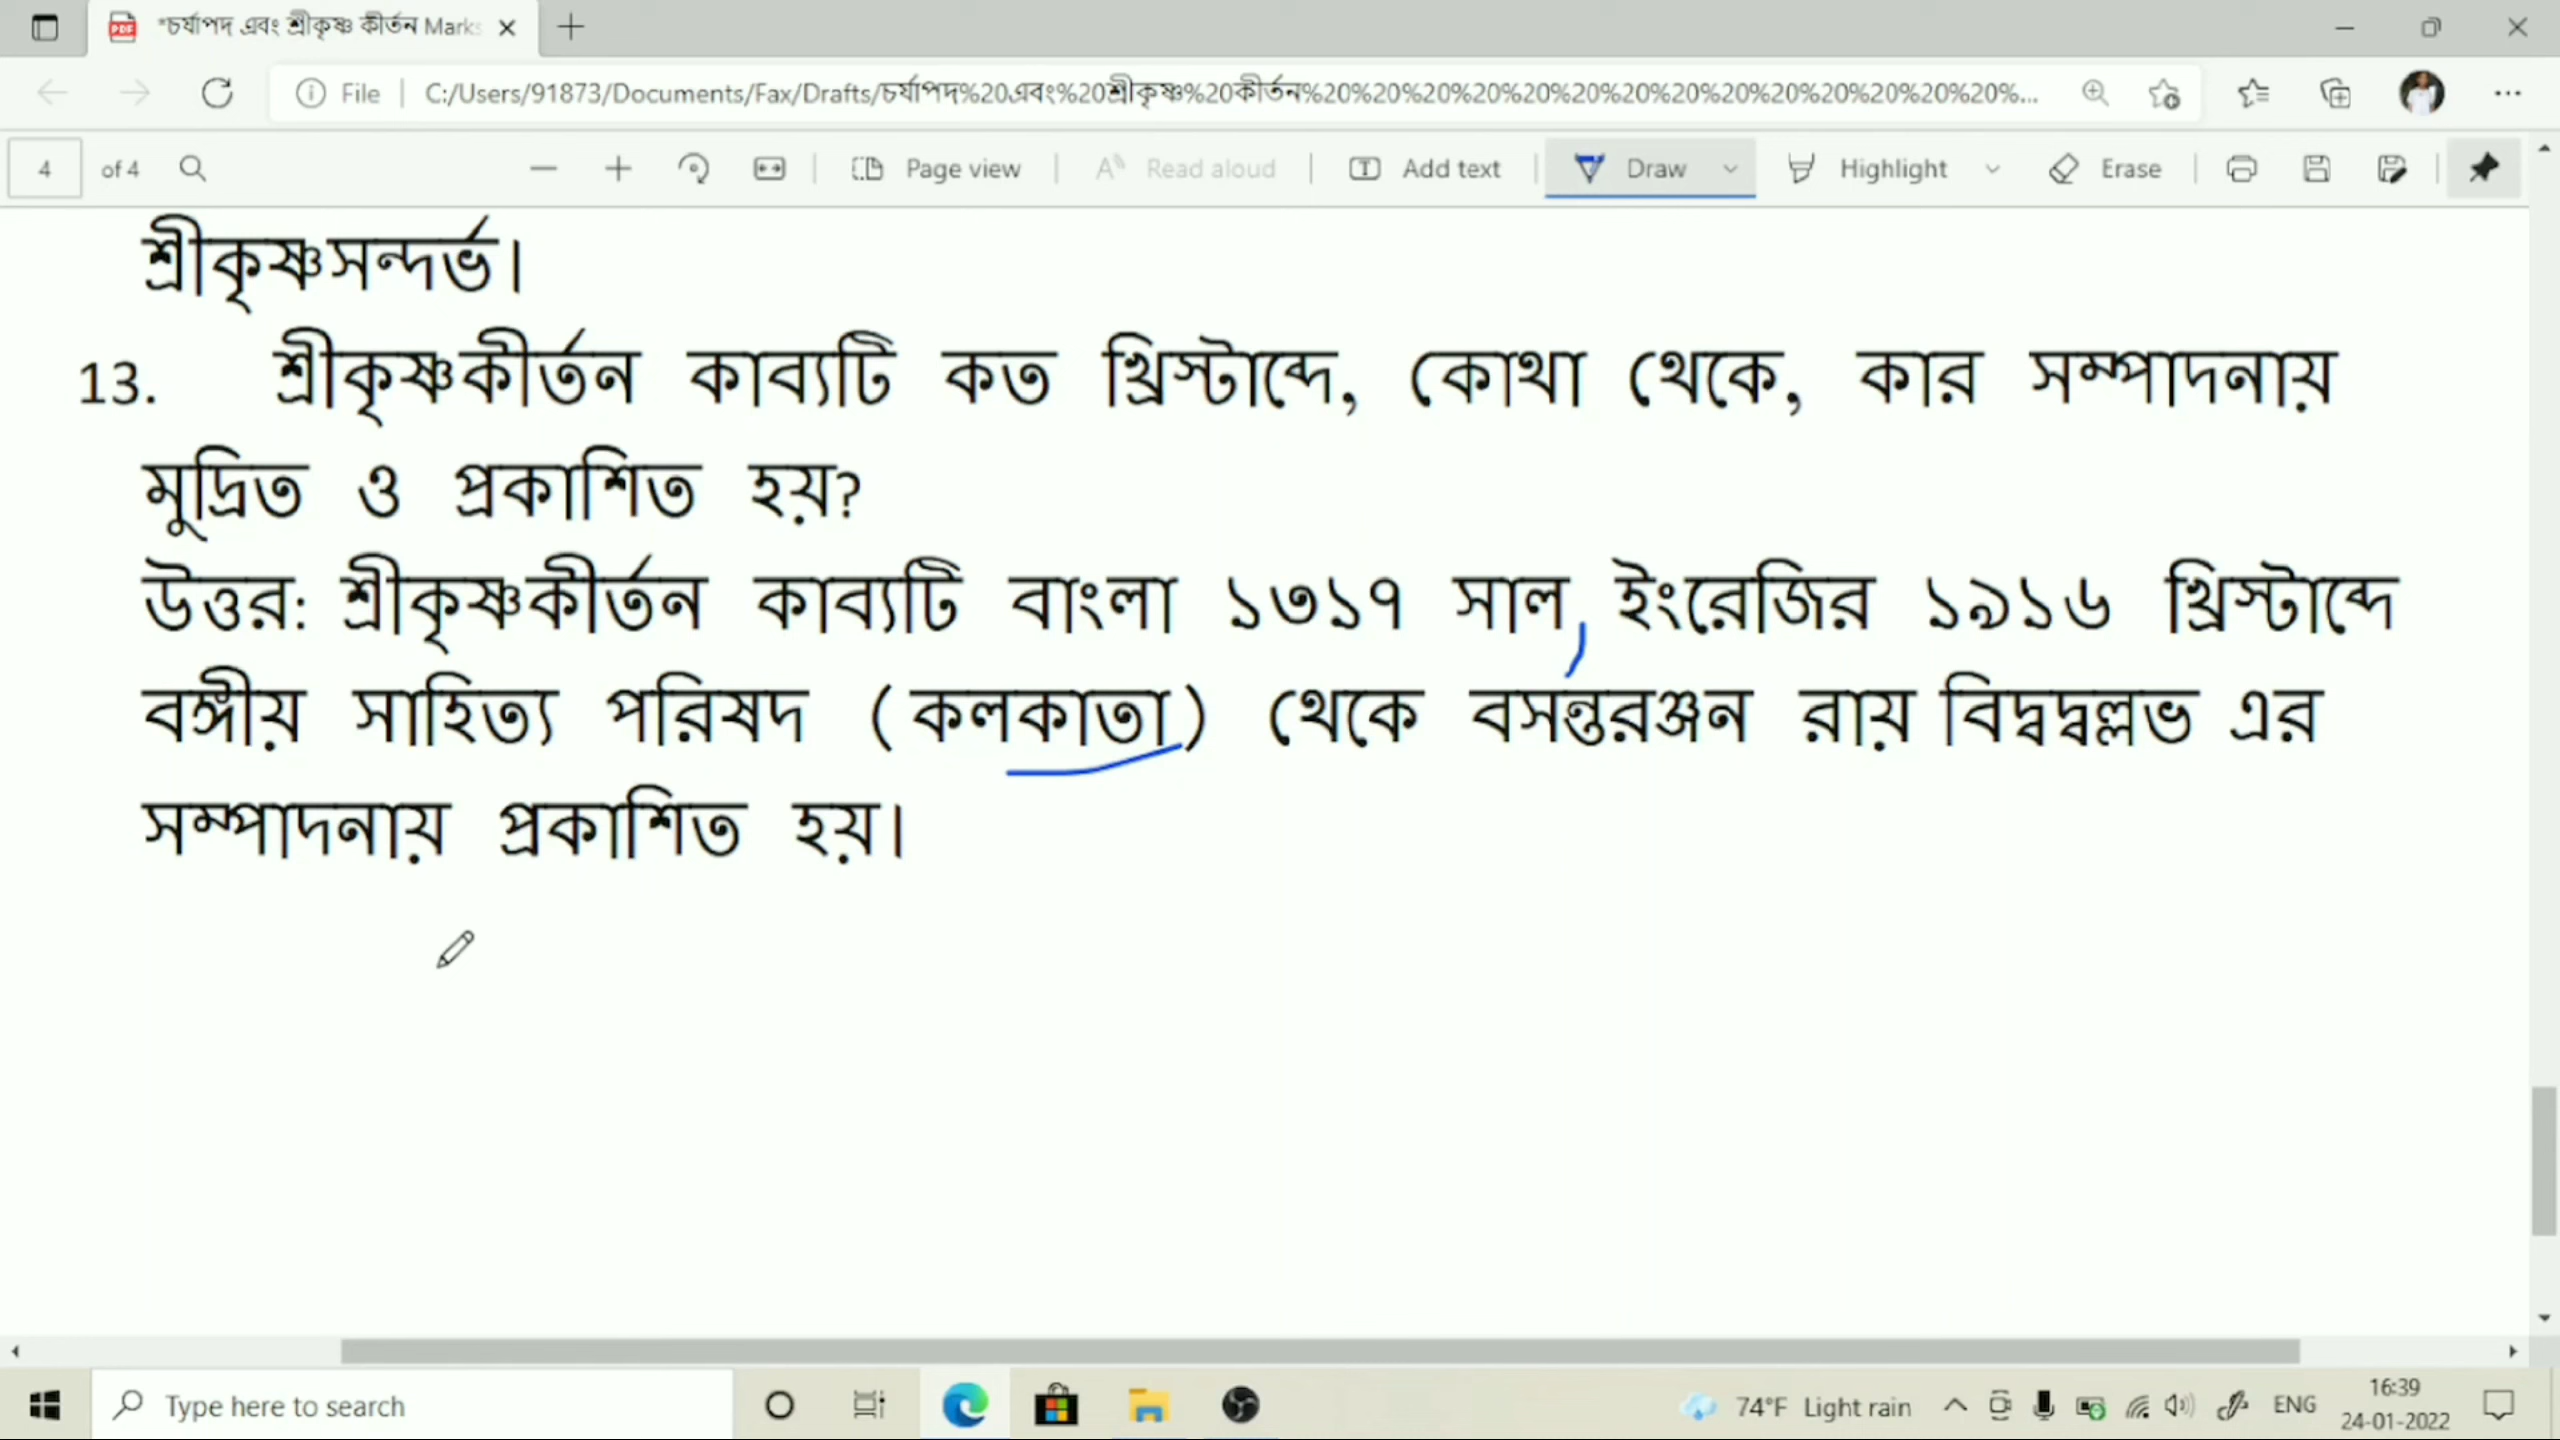 *চর্যাপদ এবং শ্রীকৃষ্ণ কীর্তন Marks
File
C:/Users/91873/Documents/Fax/Drafts/চর্যাপদ%20এবং%20শ্রীকৃষ্ণ%20কীর্তন%20%20%20%20%20%20%20%20%20%20%20%20%20%20%...
4 of 4 Page view Read aloud Add text Draw Highlight Erase
শ্রীকৃষ্ণসন্দর্ভ।
13. শ্রীকৃষ্ণকীর্তন কাব্যটি কত খ্রিস্টাব্দে, কোথা থেকে, কার সম্পাদনায়
মুদ্রিত ও প্রকাশিত হয়?
উত্তর: শ্রীকৃষ্ণকীর্তন কাব্যটি বাংলা ১৩১৭ সাল, ইংরেজির ১৯১৬ খ্রিস্টাব্দে
বঙ্গীয় সাহিত্য পরিষদ (কলকাতা) থেকে বসন্তরঞ্জন রায় বিদ্বদ্বল্লভ এর
সম্পাদনায় প্রকাশিত হয়।
Type here to search
74°F Light rain
ENG
16:39
24-01-2022